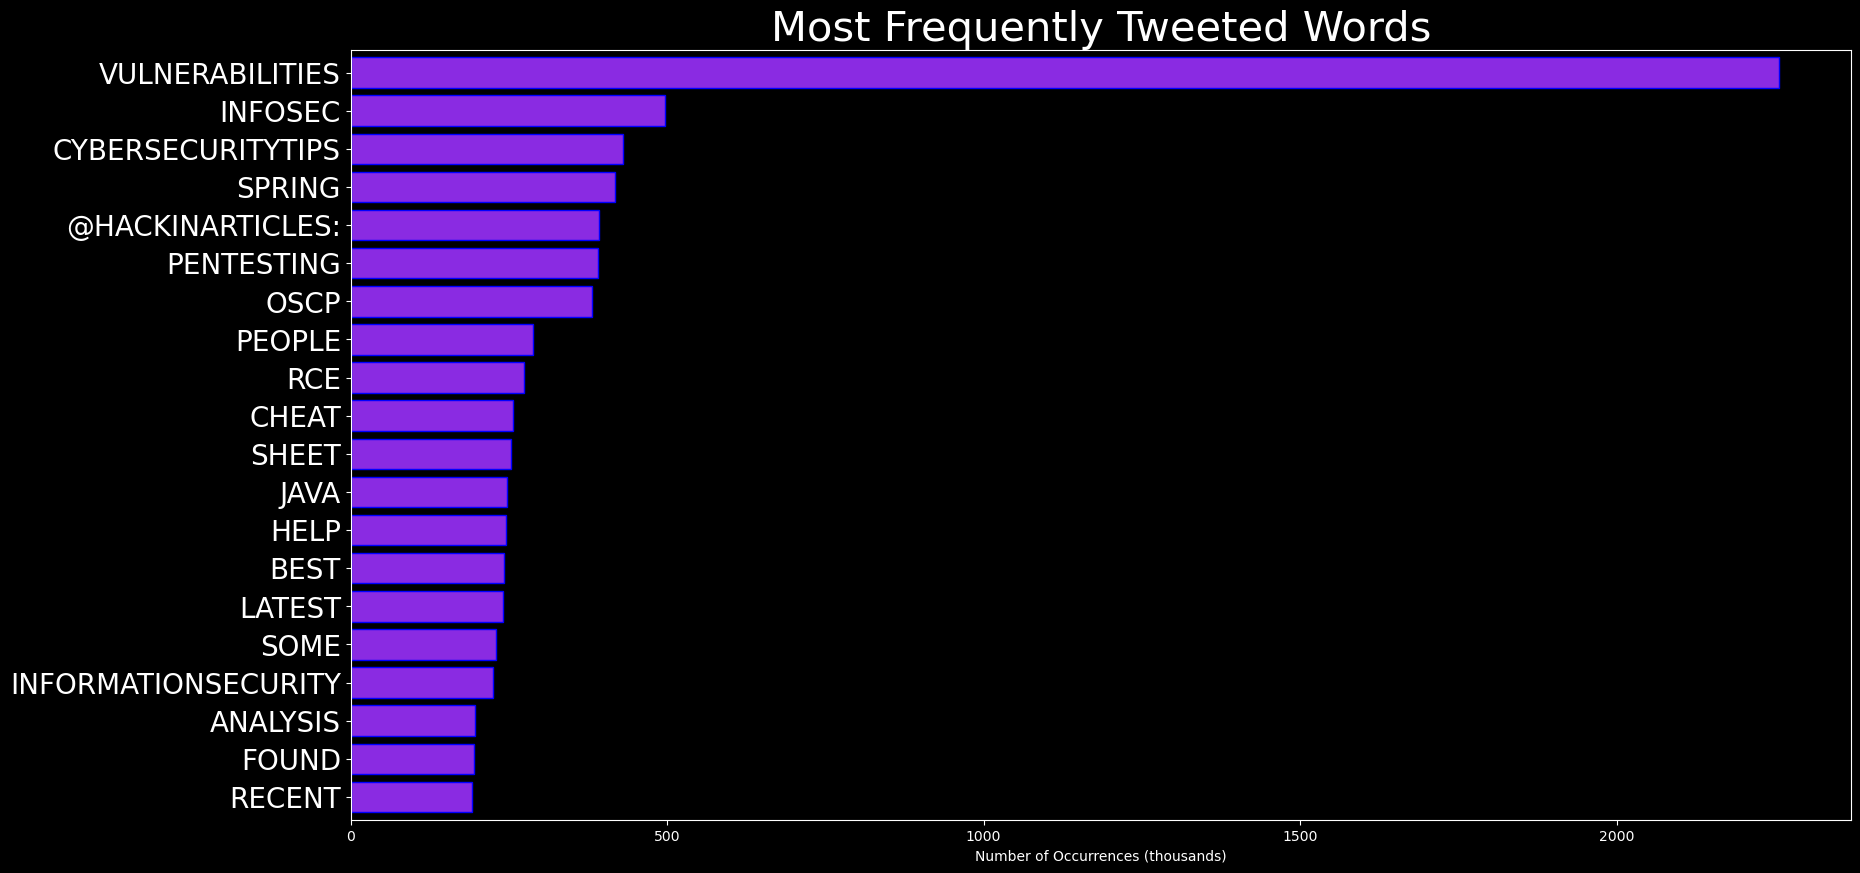 Most Frequently Tweeted Words
VULNERABILITIES
INFOSEC
CYBERSECURITYTIPS
SPRING
@HACKINARTICLES:
PENTESTING
OSCP
PEOPLE
RCE
CHEAT
SHEET
JAVA
HELP
BEST
LATEST
SOME
INFORMATIONSECURITY
ANALYSIS
FOUND
RECENT
0 500 1000 1500 2000
Number of Occurrences (thousands)